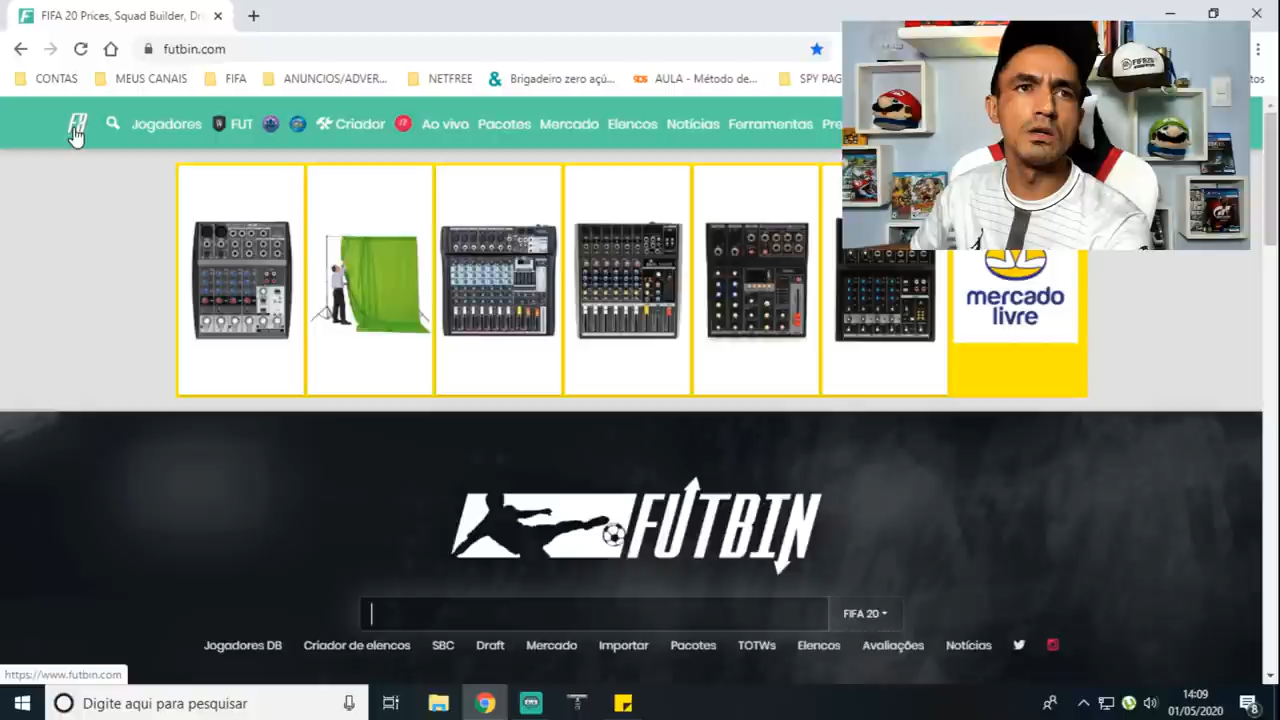 FIFA 20 Prices, Squad Builder, Dr
futbin.com
CONTAS MEUS CANAIS FIFA ANUNCIOS/ADVER... NETFREE Brigadeiro zero açú... AULA - Método de... SPY PAG
FB FUT Criador Ao vivo Pacotes Mercado Elencos Notícias Ferramentas
mercado
livre
FUTBIN
FIFA 20
Jogadores DB Criador de elencos SBC Draft Mercado Importar Pacotes TOTWs Elencos Avaliações Notícias
https://www.futbin.com
Digite aqui para pesquisar
14:09
01/05/2020
8